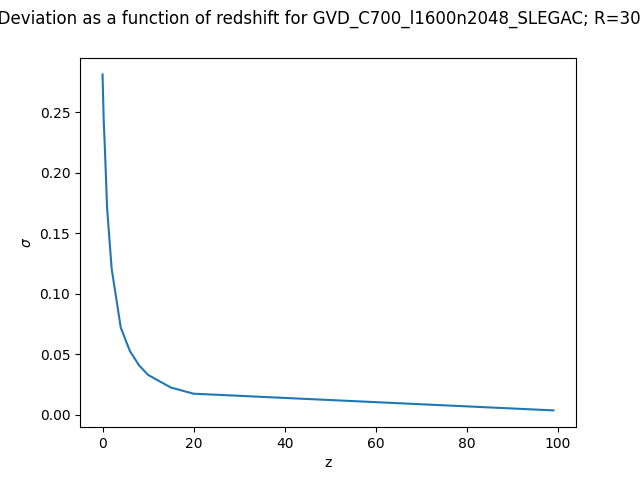 Deviation as a function of redshift for GVD_C700_l1600n2048_SLEGAC; R=30
0.25
0.20
0.15
0.10
0.05
0.00
σ
0 20 40 60 80 100
z